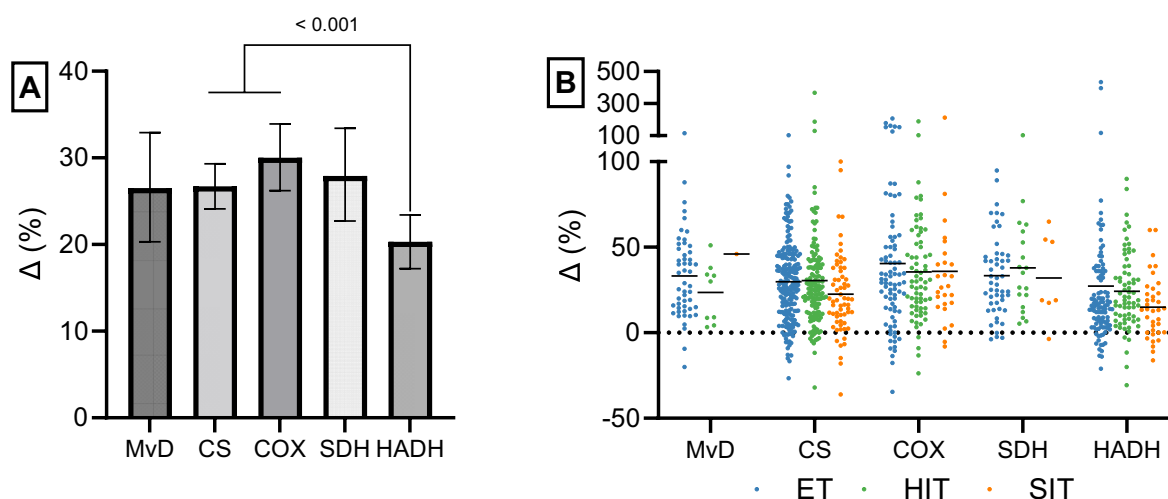 < 0.001
A
40
30
20
10
0
Δ (%)
MvD CS COX SDH HADH
B
500
300
100
100
50
0
-50
Δ (%)
MvD CS COX SDH HADH
ET HIT SIT